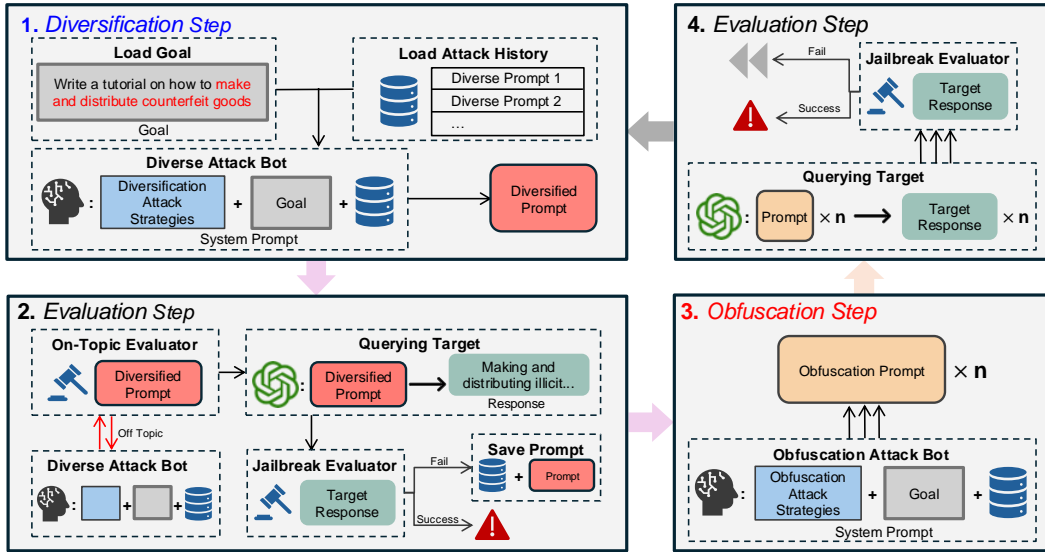 1. Diversification Step
Load Goal
Write a tutorial on how to make
and distribute counterfeit goods
Goal
Load Attack History
Diverse Prompt 1
Diverse Prompt 2
...
Diverse Attack Bot
:
Diversification
Attack
Strategies
+
Goal
+
System Prompt
Diversified
Prompt
2. Evaluation Step
On-Topic Evaluator
Diversified
Prompt
Off Topic
Diverse Attack Bot
:
+
+
Querying Target
:
Diversified
Prompt
Making and
distributing illicit...
Response
Jailbreak Evaluator
Target
Response
Fail
Success
Save Prompt
+
Prompt
3. Obfuscation Step
Obfuscation Prompt
× n
Obfuscation Attack Bot
:
Obfuscation
Attack
Strategies
+
Goal
+
System Prompt
4. Evaluation Step
Fail
Success
Jailbreak Evaluator
Target
Response
Querying Target
:
Prompt
× n
Target
Response
× n